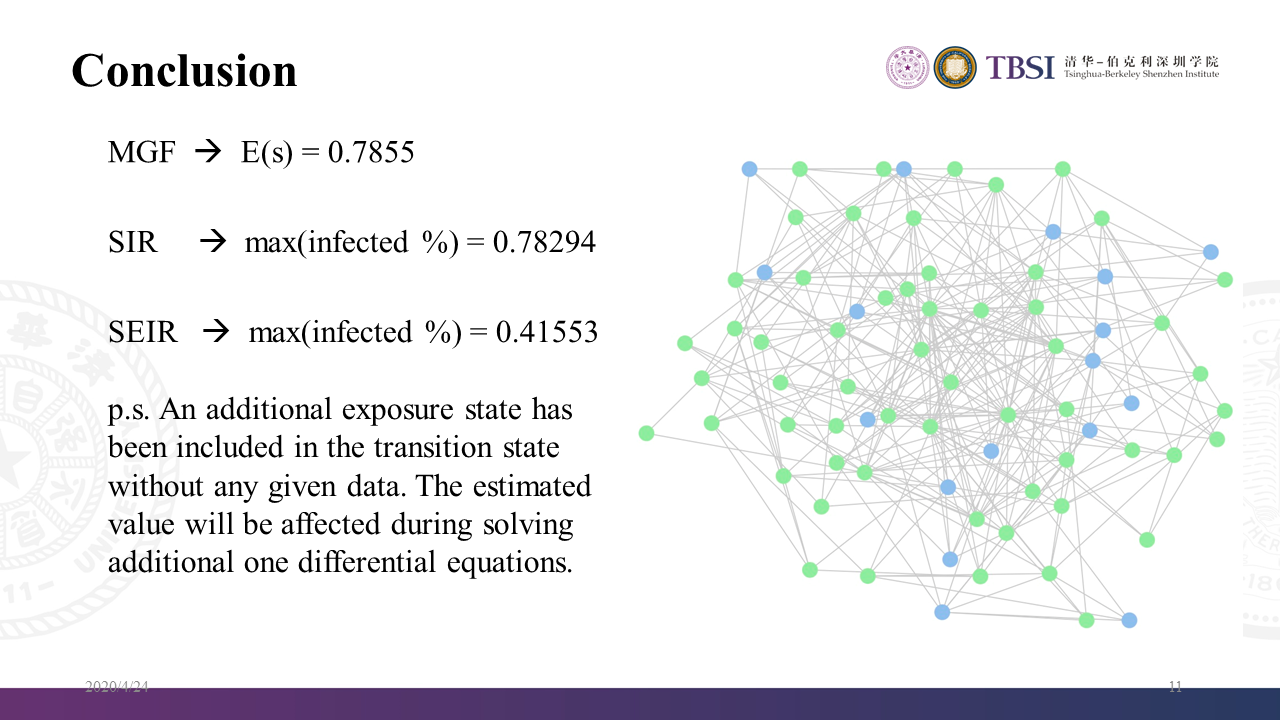 Conclusion
TBSI 清华-伯克利深圳学院
Tsinghua-Berkeley Shenzhen Institute
MGF → E(s) = 0.7855
SIR → max(infected %) = 0.78294
SEIR → max(infected %) = 0.41553
p.s. An additional exposure state has
been included in the transition state
without any given data. The estimated
value will be affected during solving
additional one differential equations.
2020/4/24
11